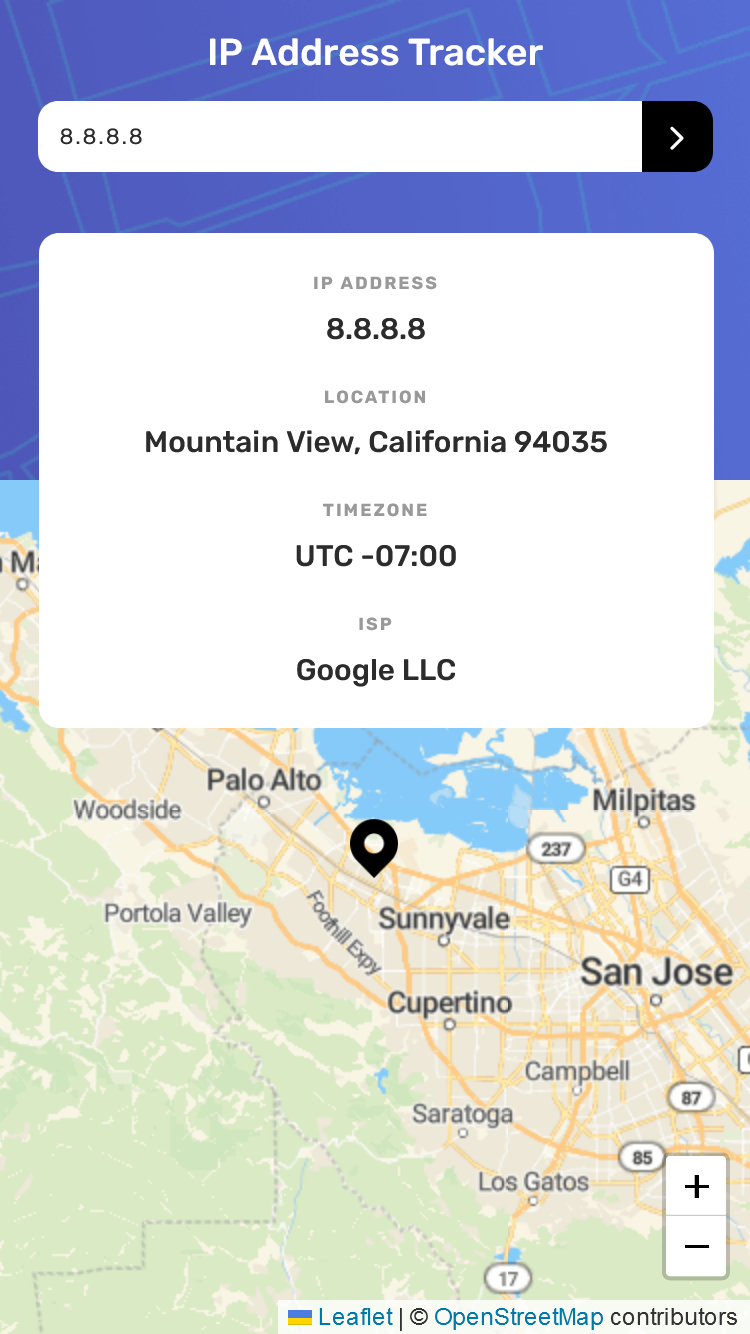 IP Address Tracker
8.8.8.8
IP ADDRESS
8.8.8.8
LOCATION
Mountain View, California 94035
TIMEZONE
UTC -07:00
ISP
Google LLC
Palo Alto
Woodside
Milpitas
237
G4
Portola Valley
Foothill Expy
Sunnyvale
San Jose
Cupertino
Campbell
87
Saratoga
85
Los Gatos
+
−
17
Leaflet | © OpenStreetMap contributors